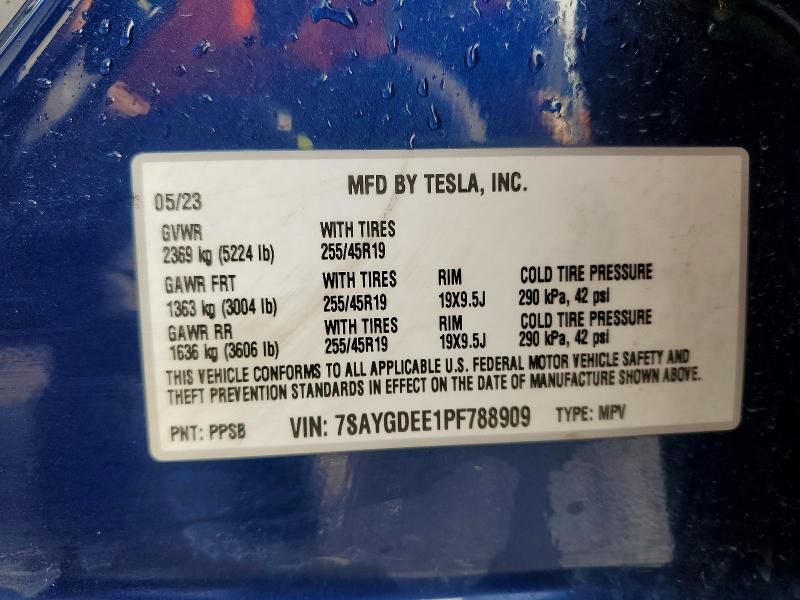 MFD BY TESLA, INC.
05/23
GVWR WITH TIRES
2369 kg (5224 lb) 255/45R19
GAWR FRT WITH TIRES RIM COLD TIRE PRESSURE
1363 kg (3004 lb) 255/45R19 19X9.5J 290 kPa, 42 psi
GAWR RR WITH TIRES RIM COLD TIRE PRESSURE
1636 kg (3606 lb) 255/45R19 19X9.5J 290 kPa, 42 psi
THIS VEHICLE CONFORMS TO ALL APPLICABLE U.S. FEDERAL MOTOR VEHICLE SAFETY AND
THEFT PREVENTION STANDARDS IN EFFECT ON THE DATE OF MANUFACTURE SHOWN ABOVE.
PNT: PPSB VIN: 7SAYGDEE1PF788909 TYPE: MPV